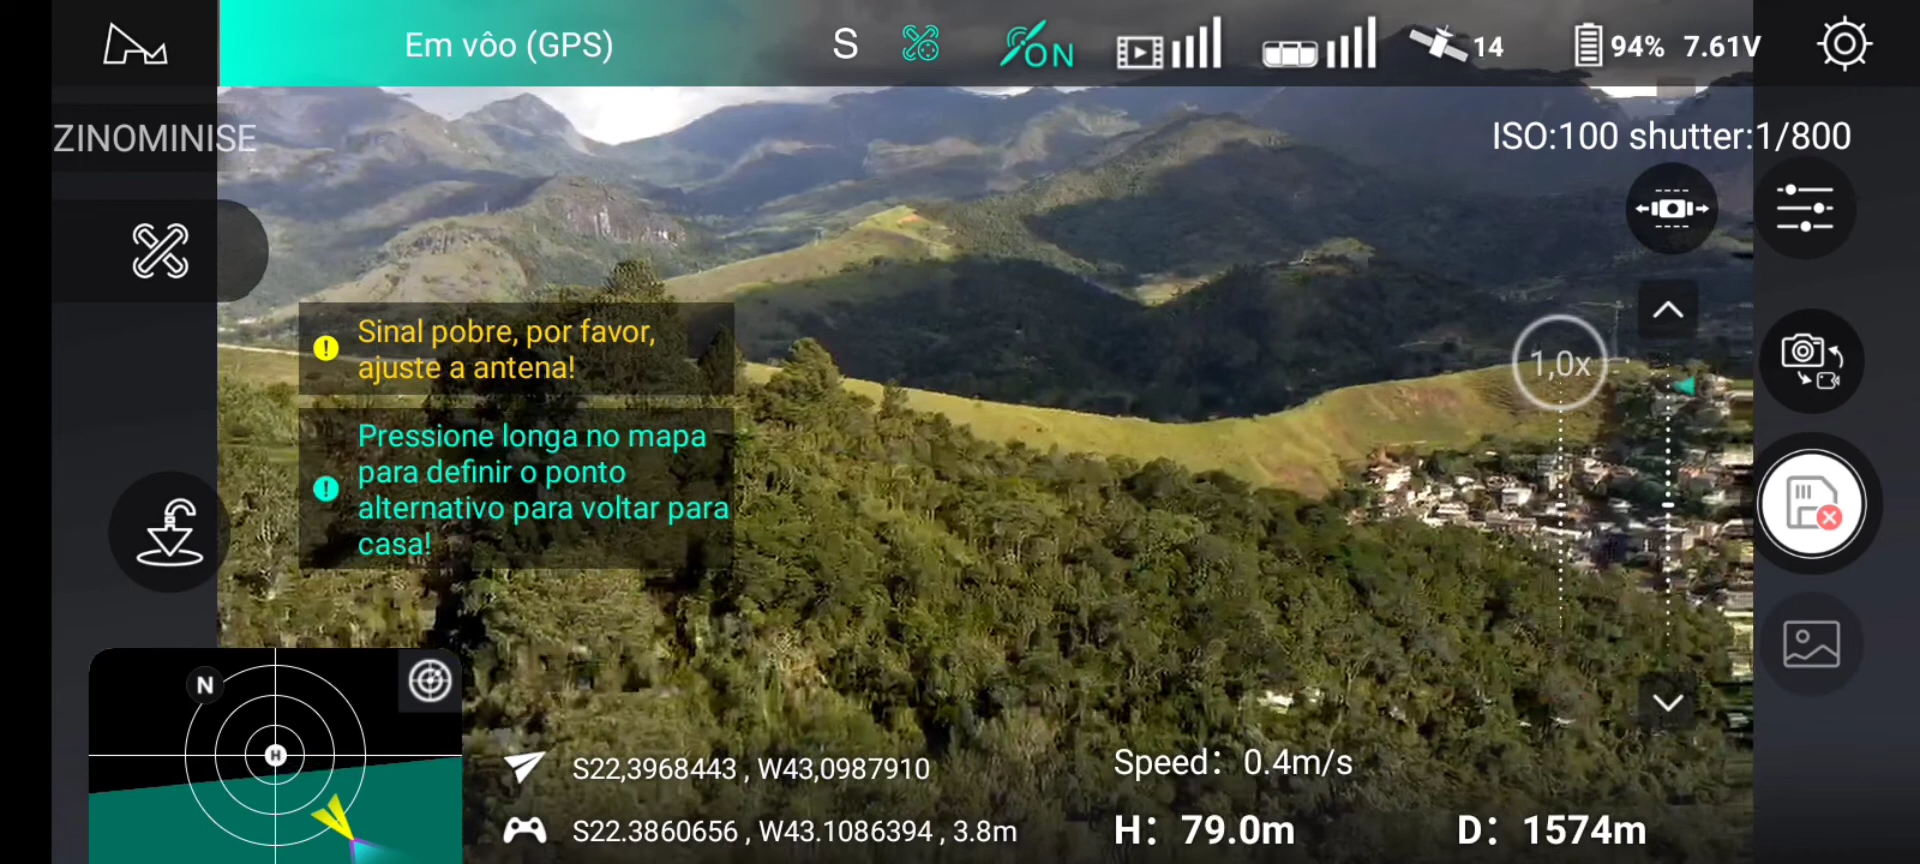 Em vôo (GPS)
S
ON
14
94% 7.61V
ZINOMINISE
ISO:100 shutter:1/800
Sinal pobre, por favor,
ajuste a antena!
1,0x
Pressione longa no mapa
para definir o ponto
alternativo para voltar para
casa!
N
H
S22,3968443 , W43,0987910
Speed: 0.4m/s
S22.3860656 , W43.1086394 , 3.8m
H: 79.0m
D: 1574m